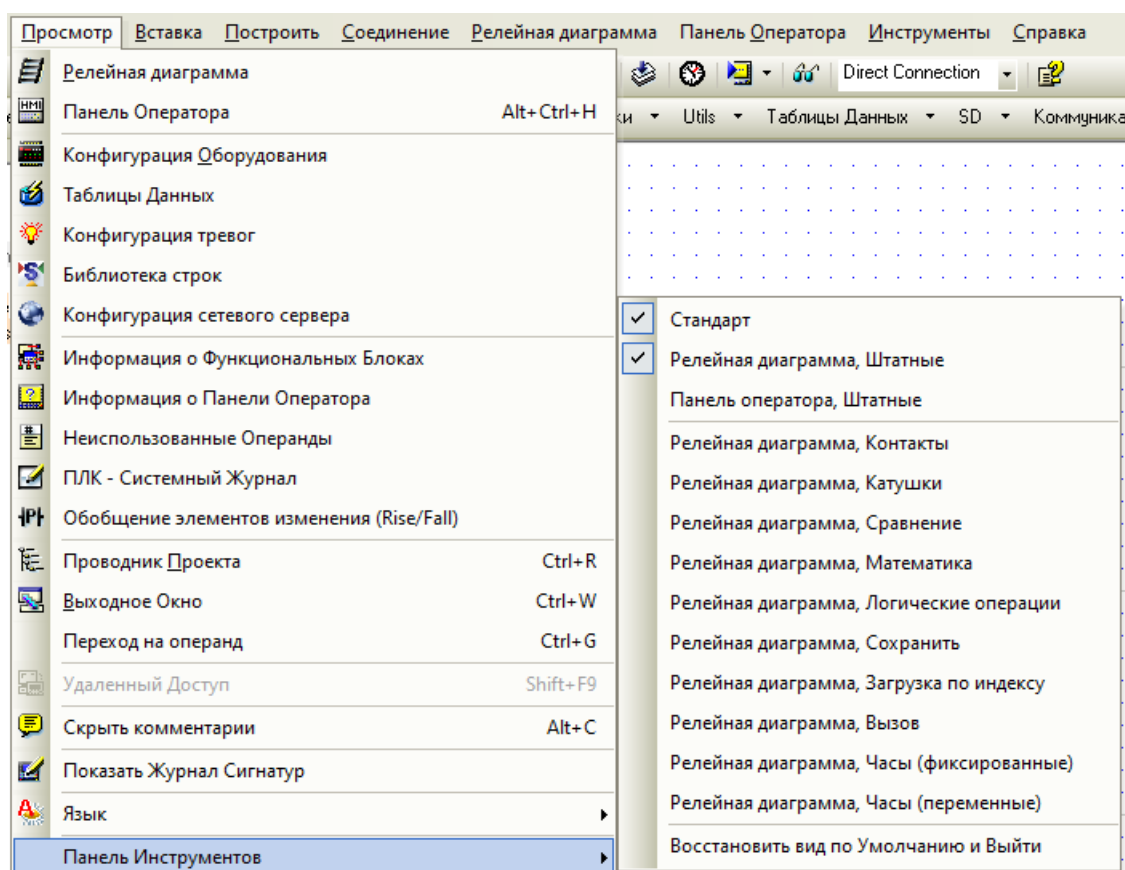 Просмотр Вставка Построить Соединение Релейная диаграмма Панель Оператора Инструменты Справка
Direct Connection
Utils Таблицы Данных SD
Релейная диаграмма
Панель Оператора Alt+Ctrl+H
Конфигурация Оборудования
Таблицы Данных
Конфигурация тревог
Библиотека строк
Конфигурация сетевого сервера
Информация о Функциональных Блоках
Информация о Панели Оператора
Неиспользованные Операнды
ПЛК - Системный Журнал
Обобщение элементов изменения (Rise/Fall)
Проводник Проекта Ctrl+R
Выходное Окно Ctrl+W
Переход на операнд Ctrl+G
Удаленный Доступ Shift+F9
Скрыть комментарии Alt+C
Показать Журнал Сигнатур
Язык
Панель Инструментов
Стандарт
Релейная диаграмма, Штатные
Панель оператора, Штатные
Релейная диаграмма, Контакты
Релейная диаграмма, Катушки
Релейная диаграмма, Сравнение
Релейная диаграмма, Математика
Релейная диаграмма, Логические операции
Релейная диаграмма, Сохранить
Релейная диаграмма, Загрузка по индексу
Релейная диаграмма, Вызов
Релейная диаграмма, Часы (фиксированные)
Релейная диаграмма, Часы (переменные)
Восстановить вид по Умолчанию и Выйти